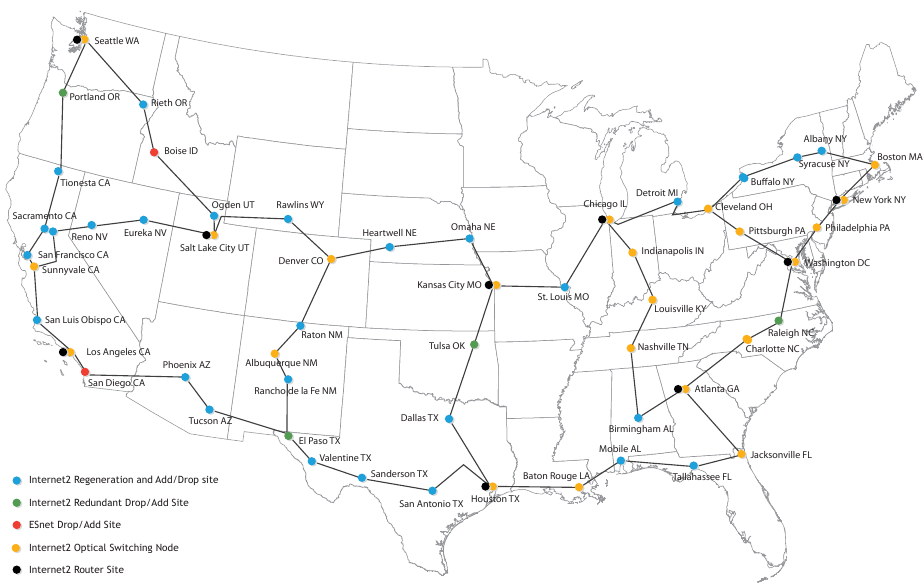 Seattle WA
Portland OR
Rieth OR
Boise ID
Tionesta CA
Ogden UT
Rawlins WY
Sacramento CA
Reno NV
Eureka NV
Salt Lake City UT
San Francisco CA
Sunnyvale CA
Denver CO
Heartwell NE
Omaha NE
Kansas City MO
St. Louis MO
Chicago IL
Detroit MI
Cleveland OH
Buffalo NY
Syracuse NY
Albany NY
Boston MA
New York NY
Philadelphia PA
Pittsburgh PA
Washington DC
Indianapolis IN
Louisville KY
Nashville TN
Raleigh NC
Charlotte NC
Atlanta GA
Birmingham AL
San Luis Obispo CA
Los Angeles CA
San Diego CA
Phoenix AZ
Tucson AZ
Raton NM
Albuquerque NM
Rancho de la Fe NM
El Paso TX
Valentine TX
Sanderson TX
San Antonio TX
Tulsa OK
Dallas TX
Houston TX
Baton Rouge LA
Mobile AL
Tallahassee FL
Jacksonville FL
Internet2 Regeneration and Add/Drop site
Internet2 Redundant Drop/Add Site
ESnet Drop/Add Site
Internet2 Optical Switching Node
Internet2 Router Site